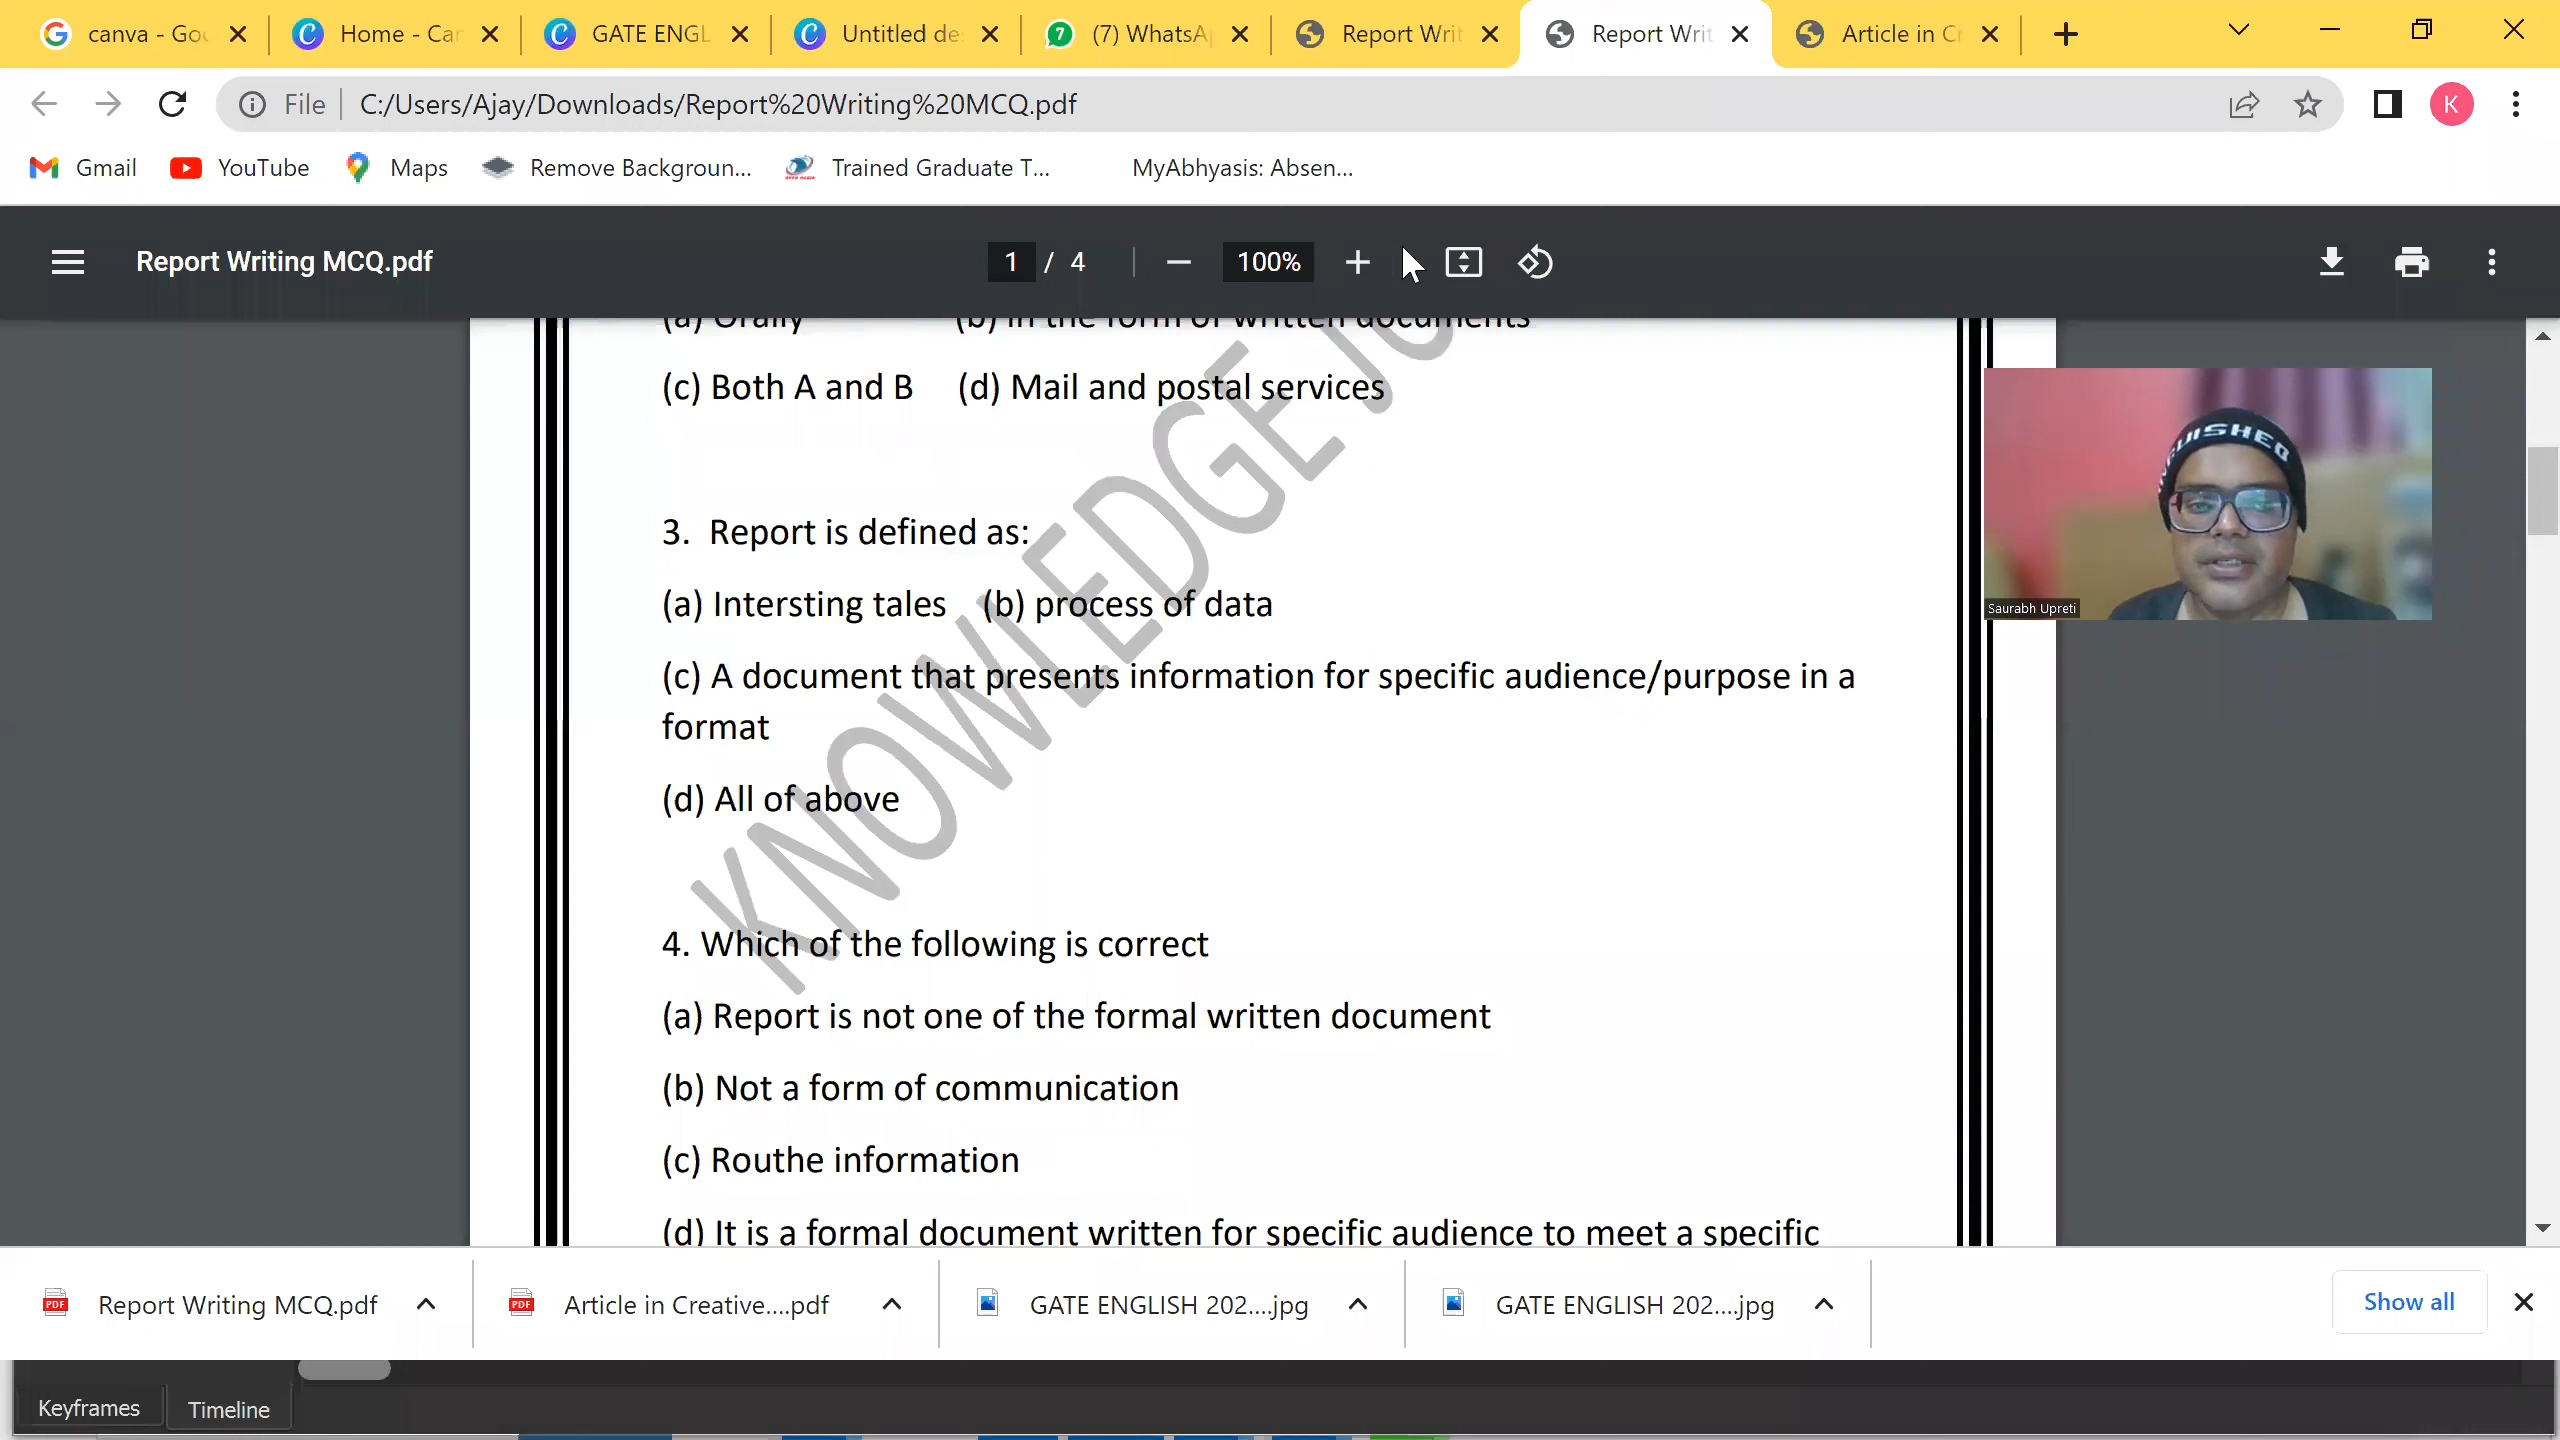 canva - Goo
Home - Can
GATE ENGL
Untitled de
(7) WhatsA
Report Writ
Report Writ
Article in C
File
C:/Users/Ajay/Downloads/Report%20Writing%20MCQ.pdf
K
Gmail
YouTube
Maps
Remove Backgroun...
Trained Graduate T...
MyAbhyasis: Absen...
Report Writing MCQ.pdf
1 / 4
100%
(a) Orally (b) In the form of written documents
(c) Both A and B (d) Mail and postal services
3. Report is defined as:
(a) Intersting tales (b) process of data
(c) A document that presents information for specific audience/purpose in a
format
(d) All of above
4. Which of the following is correct
(a) Report is not one of the formal written document
(b) Not a form of communication
(c) Routhe information
(d) It is a formal document written for specific audience to meet a specific
KNOWLEDGE
Saurabh Upreti
Report Writing MCQ.pdf
Article in Creative....pdf
GATE ENGLISH 202....jpg
GATE ENGLISH 202....jpg
Show all
Keyframes
Timeline